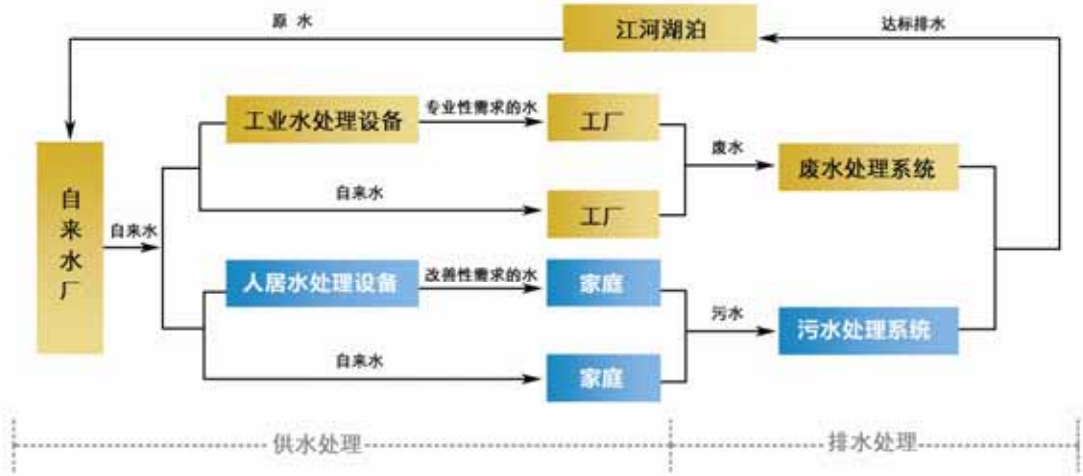 原 水
江河湖泊
达标排水
工业水处理设备
专业性需求的水
工厂
废水
废水处理系统
自来水
工厂
自来水厂
自来水
人居水处理设备
改善性需求的水
家庭
污水
污水处理系统
自来水
家庭
供水处理
排水处理